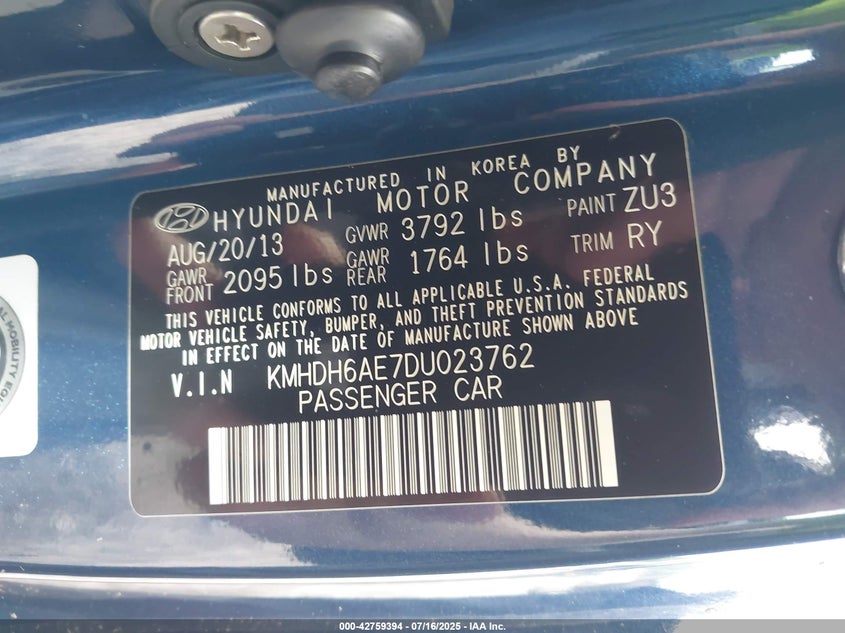 MANUFACTURED IN KOREA BY
HYUNDAI MOTOR COMPANY
AUG/20/13 GVWR 3792 lbs PAINT ZU3
GAWR FRONT 2095 lbs GAWR REAR 1764 lbs TRIM RY
THIS VEHICLE CONFORMS TO ALL APPLICABLE U.S.A. FEDERAL
MOTOR VEHICLE SAFETY, BUMPER, AND THEFT PREVENTION STANDARDS
IN EFFECT ON THE DATE OF MANUFACTURE SHOWN ABOVE
V.I.N KMHDH6AE7DU023762
PASSENGER CAR
MOBILITY
000-42759394 - 07/16/2025 - IAA Inc.